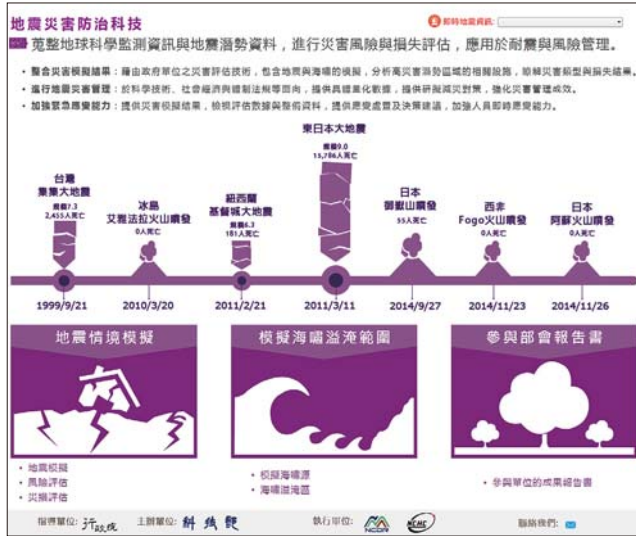 地震災害防治科技
即時地震資訊:
蒐整地球科學監測資訊與地震潛勢資料，進行災害風險與損失評估，應用於耐震與風險管理。
• 整合災害模擬結果：藉由政府單位之災害評估技術，包含地震與海嘯的模擬，分析高災害潛勢區域的相關設施，瞭解災害類型與損失結果。
• 進行地震災害管理：於科學技術、社會經濟與體制法規等面向，提供具體量化數據，提供研擬減災對策，強化災害管理成效。
• 加強緊急應變能力：提供災害模擬結果，檢視評估數據與整備資料，提供應變處置及決策建議，加強人員即時應變能力。
東日本大地震
規模9.0
15,786人死亡
台灣
集集大地震
規模7.3
2,455人死亡
冰島
艾雅法拉火山噴發
0人死亡
紐西蘭
基督城大地震
規模6.3
181人死亡
日本
御嶽山噴發
55人死亡
西非
Fogo火山噴發
0人死亡
日本
阿蘇火山噴發
0人死亡
1999/9/21 2010/3/20 2011/2/21 2011/3/11 2014/9/27 2014/11/23 2014/11/26
地震情境模擬
模擬海嘯溢淹範圍
參與部會報告書
• 地震模擬
• 風險評估
• 災損評估
• 模擬海嘯源
• 海嘯溢淹區
• 參與單位的成果報告書
指導單位: 行政院 主辦單位: 科技部 執行單位: NCDR NCHC 聯絡我們: